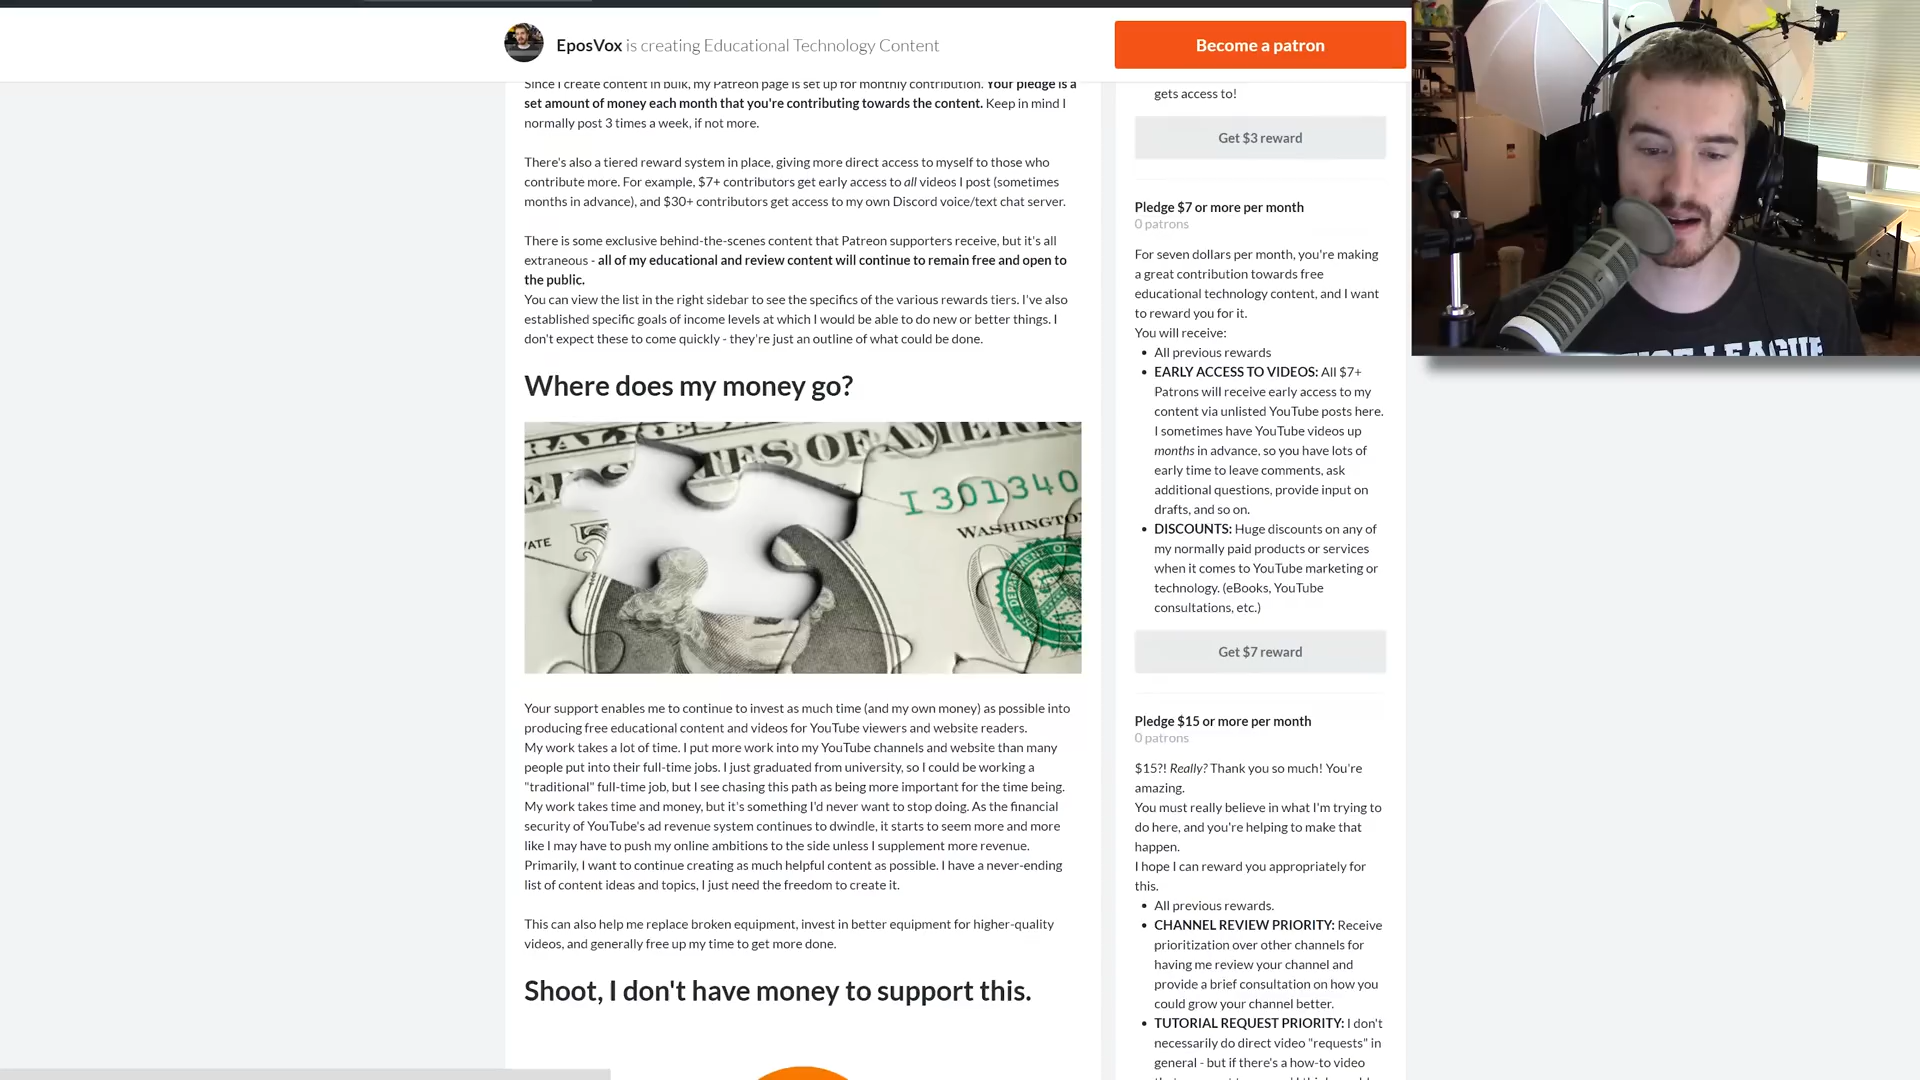 EposVox is creating Educational Technology Content
Become a patron
Since I create content in bulk, my Patreon page is set up for monthly contribution. Your pledge is a
set amount of money each month that you're contributing towards the content. Keep in mind I
normally post 3 times a week, if not more.
There's also a tiered reward system in place, giving more direct access to myself to those who
contribute more. For example, $7+ contributors get early access to all videos I post (sometimes
months in advance), and $30+ contributors get access to my own Discord voice/text chat server.
There is some exclusive behind-the-scenes content that Patreon supporters receive, but it's all
extraneous - all of my educational and review content will continue to remain free and open to
the public.
You can view the list in the right sidebar to see the specifics of the various rewards tiers. I've also
established specific goals of income levels at which I would be able to do new or better things. I
don't expect these to come quickly - they're just an outline of what could be done.
Where does my money go?
I 301340
WASHINGTO
VATE
Your support enables me to continue to invest as much time (and my own money) as possible into
producing free educational content and videos for YouTube viewers and website readers.
My work takes a lot of time. I put more work into my YouTube channels and website than many
people put into their full-time jobs. I just graduated from university, so I could be working a
"traditional" full-time job, but I see chasing this path as being more important for the time being.
My work takes time and money, but it's something I'd never want to stop doing. As the financial
security of YouTube's ad revenue system continues to dwindle, it starts to seem more and more
like I may have to push my online ambitions to the side unless I supplement more revenue.
Primarily, I want to continue creating as much helpful content as possible. I have a never-ending
list of content ideas and topics, I just need the freedom to create it.
This can also help me replace broken equipment, invest in better equipment for higher-quality
videos, and generally free up my time to get more done.
Shoot, I don't have money to support this.
gets access to!
Get $3 reward
Pledge $7 or more per month
0 patrons
For seven dollars per month, you're making
a great contribution towards free
educational technology content, and I want
to reward you for it.
You will receive:
• All previous rewards
• EARLY ACCESS TO VIDEOS: All $7+
Patrons will receive early access to my
content via unlisted YouTube posts here.
I sometimes have YouTube videos up
months in advance, so you have lots of
early time to leave comments, ask
additional questions, provide input on
drafts, and so on.
• DISCOUNTS: Huge discounts on any of
my normally paid products or services
when it comes to YouTube marketing or
technology. (eBooks, YouTube
consultations, etc.)
Get $7 reward
Pledge $15 or more per month
0 patrons
$15?! Really? Thank you so much! You're
amazing.
You must really believe in what I'm trying to
do here, and you're helping to make that
happen.
I hope I can reward you appropriately for
this.
• All previous rewards.
• CHANNEL REVIEW PRIORITY: Receive
prioritization over other channels for
having me review your channel and
provide a brief consultation on how you
could grow your channel better.
• TUTORIAL REQUEST PRIORITY: I don't
necessarily do direct video "requests" in
general - but if there's a how-to video
LEAGUE